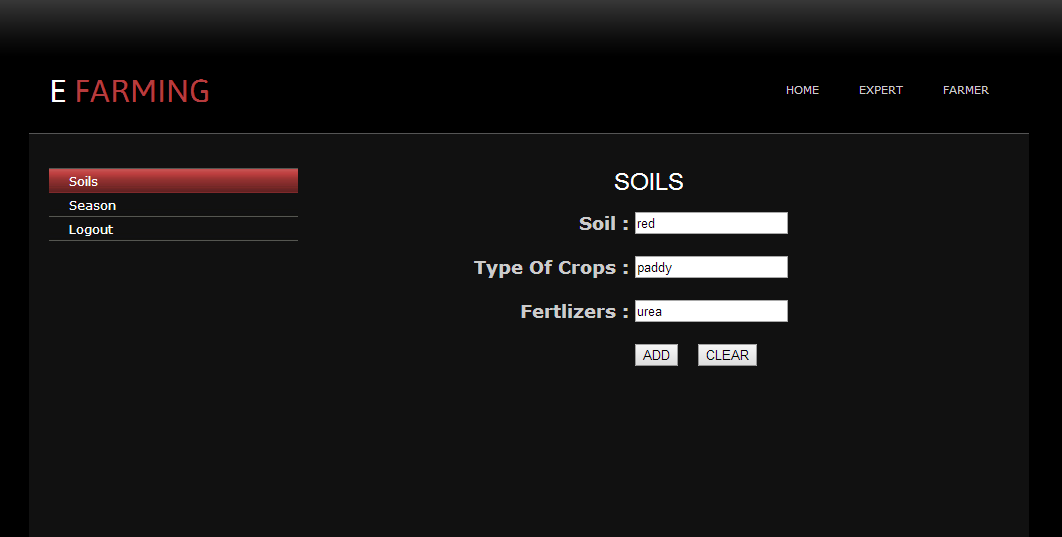 E FARMING
HOME EXPERT FARMER
Soils
Season
Logout
SOILS
Soil : red
Type Of Crops : paddy
Fertlizers : urea
ADD CLEAR